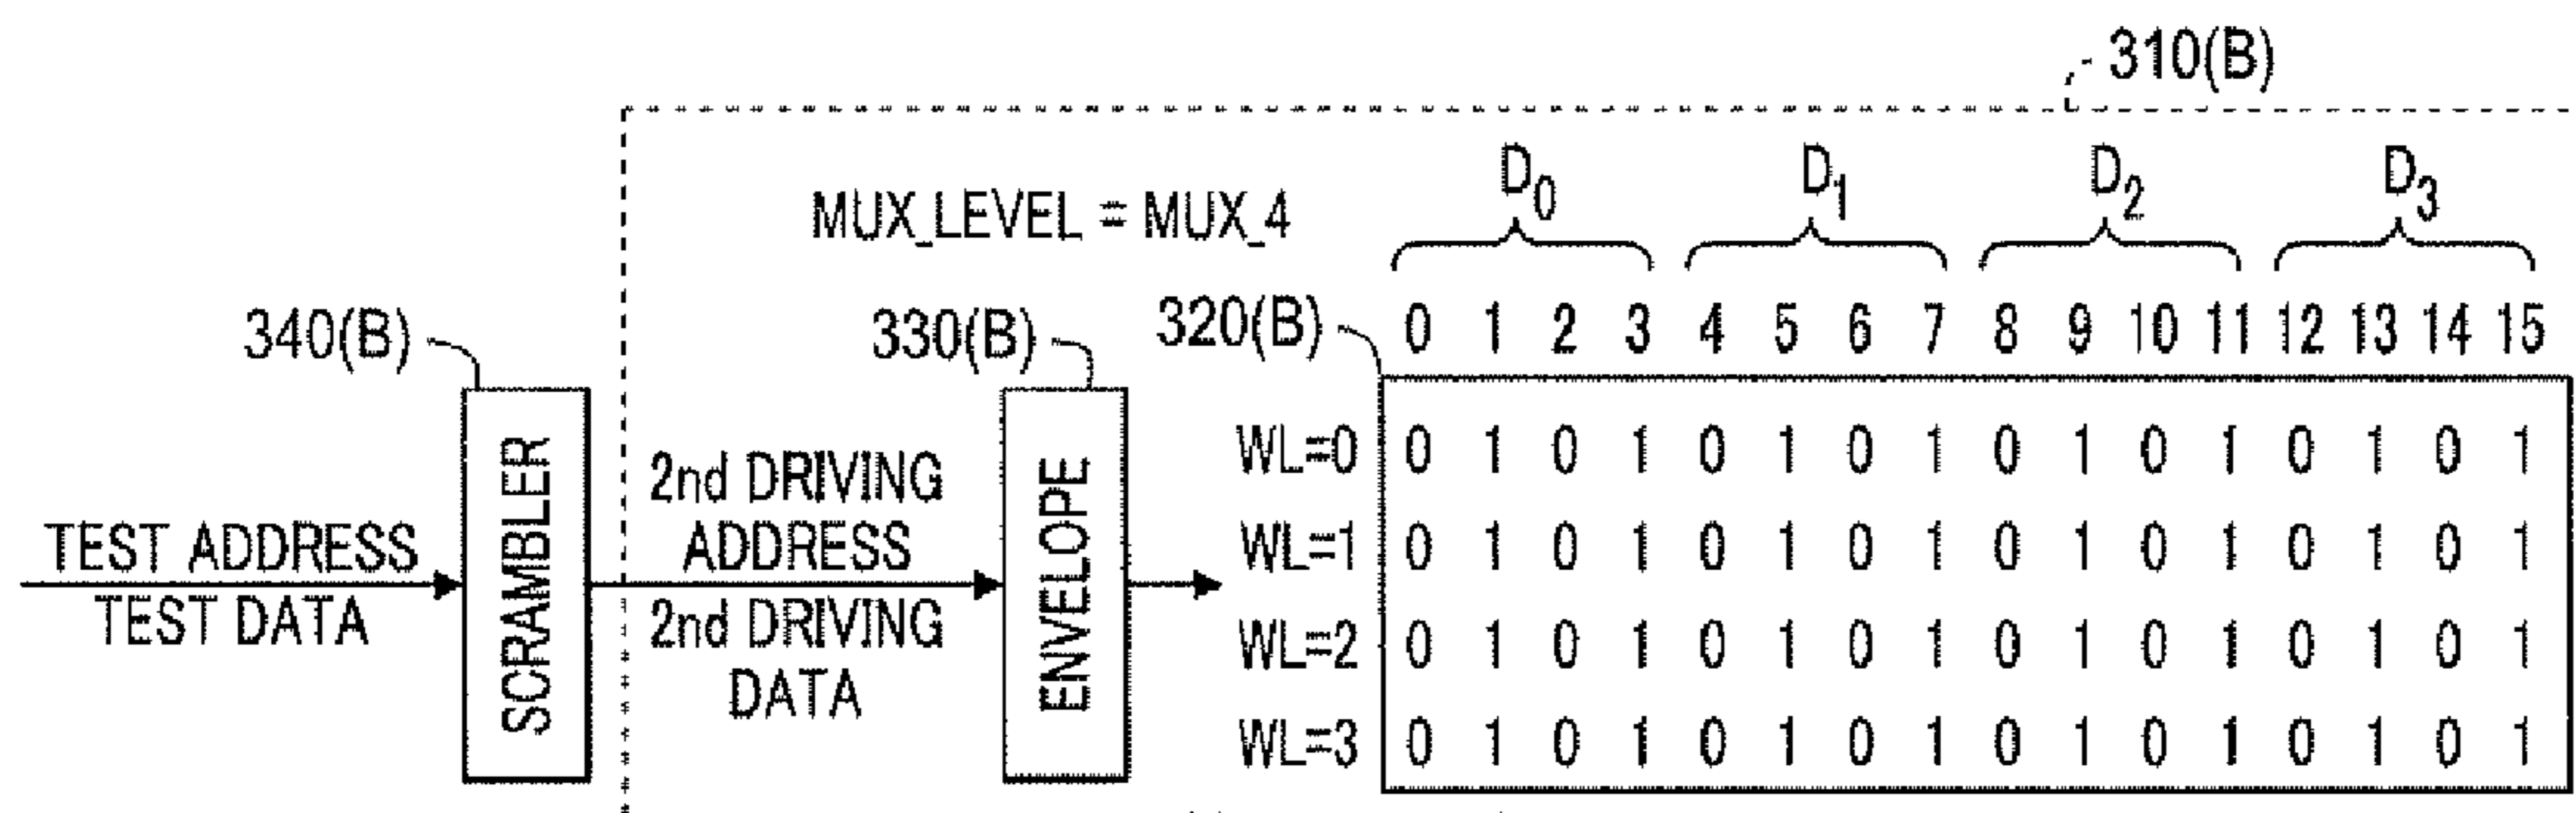 310(B)
D0 D1 D2 D3
MUX_LEVEL = MUX_4
340(B) 330(B) 320(B) 0 1 2 3 4 5 6 7 8 9 10 11 12 13 14 15
SCRAMBLER
ENVELOPE
TEST ADDRESS
TEST DATA
2nd DRIVING
ADDRESS
2nd DRIVING
DATA
WL=0 0 1 0 1 0 1 0 1 0 1 0 1 0 1 0 1
WL=1 0 1 0 1 0 1 0 1 0 1 0 1 0 1 0 1
WL=2 0 1 0 1 0 1 0 1 0 1 0 1 0 1 0 1
WL=3 0 1 0 1 0 1 0 1 0 1 0 1 0 1 0 1